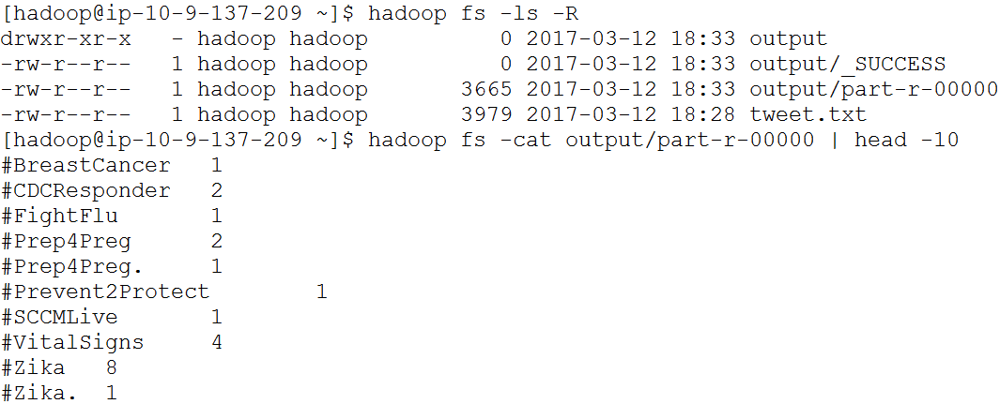 [hadoop@ip-10-9-137-209 ~]$ hadoop fs -ls -R
drwxr-xr-x   - hadoop hadoop          0 2017-03-12 18:33 output
-rw-r--r--   1 hadoop hadoop          0 2017-03-12 18:33 output/_SUCCESS
-rw-r--r--   1 hadoop hadoop       3665 2017-03-12 18:33 output/part-r-00000
-rw-r--r--   1 hadoop hadoop       3979 2017-03-12 18:28 tweet.txt
[hadoop@ip-10-9-137-209 ~]$ hadoop fs -cat output/part-r-00000 | head -10
#BreastCancer   1
#CDCResponder   2
#FightFlu       1
#Prep4Preg      2
#Prep4Preg.     1
#Prevent2Protect        1
#SCCMLive       1
#VitalSigns     4
#Zika   8
#Zika.  1